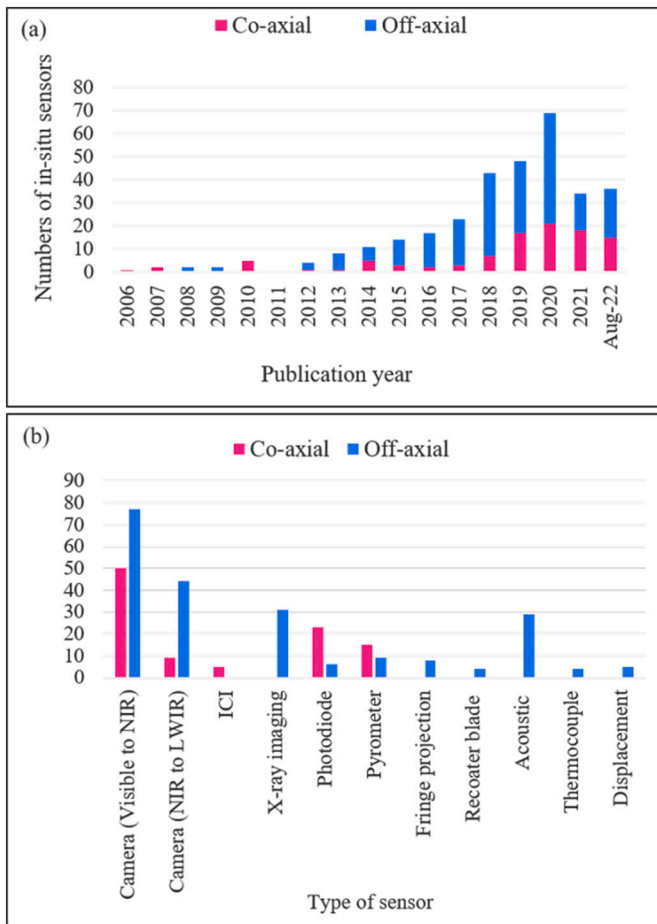 (a)
Co-axial Off-axial
Numbers of in-situ sensors
80
70
60
50
40
30
20
10
0
2006 2007 2008 2009 2010 2011 2012 2013 2014 2015 2016 2017 2018 2019 2020 2021 Aug-22
Publication year
(b)
Co-axial Off-axial
90
80
70
60
50
40
30
20
10
0
Camera (Visible to NIR)
Camera (NIR to LWIR)
ICI
X-ray imaging
Photodiode
Pyrometer
Fringe projection
Recoater blade
Acoustic
Thermocouple
Displacement
Type of sensor